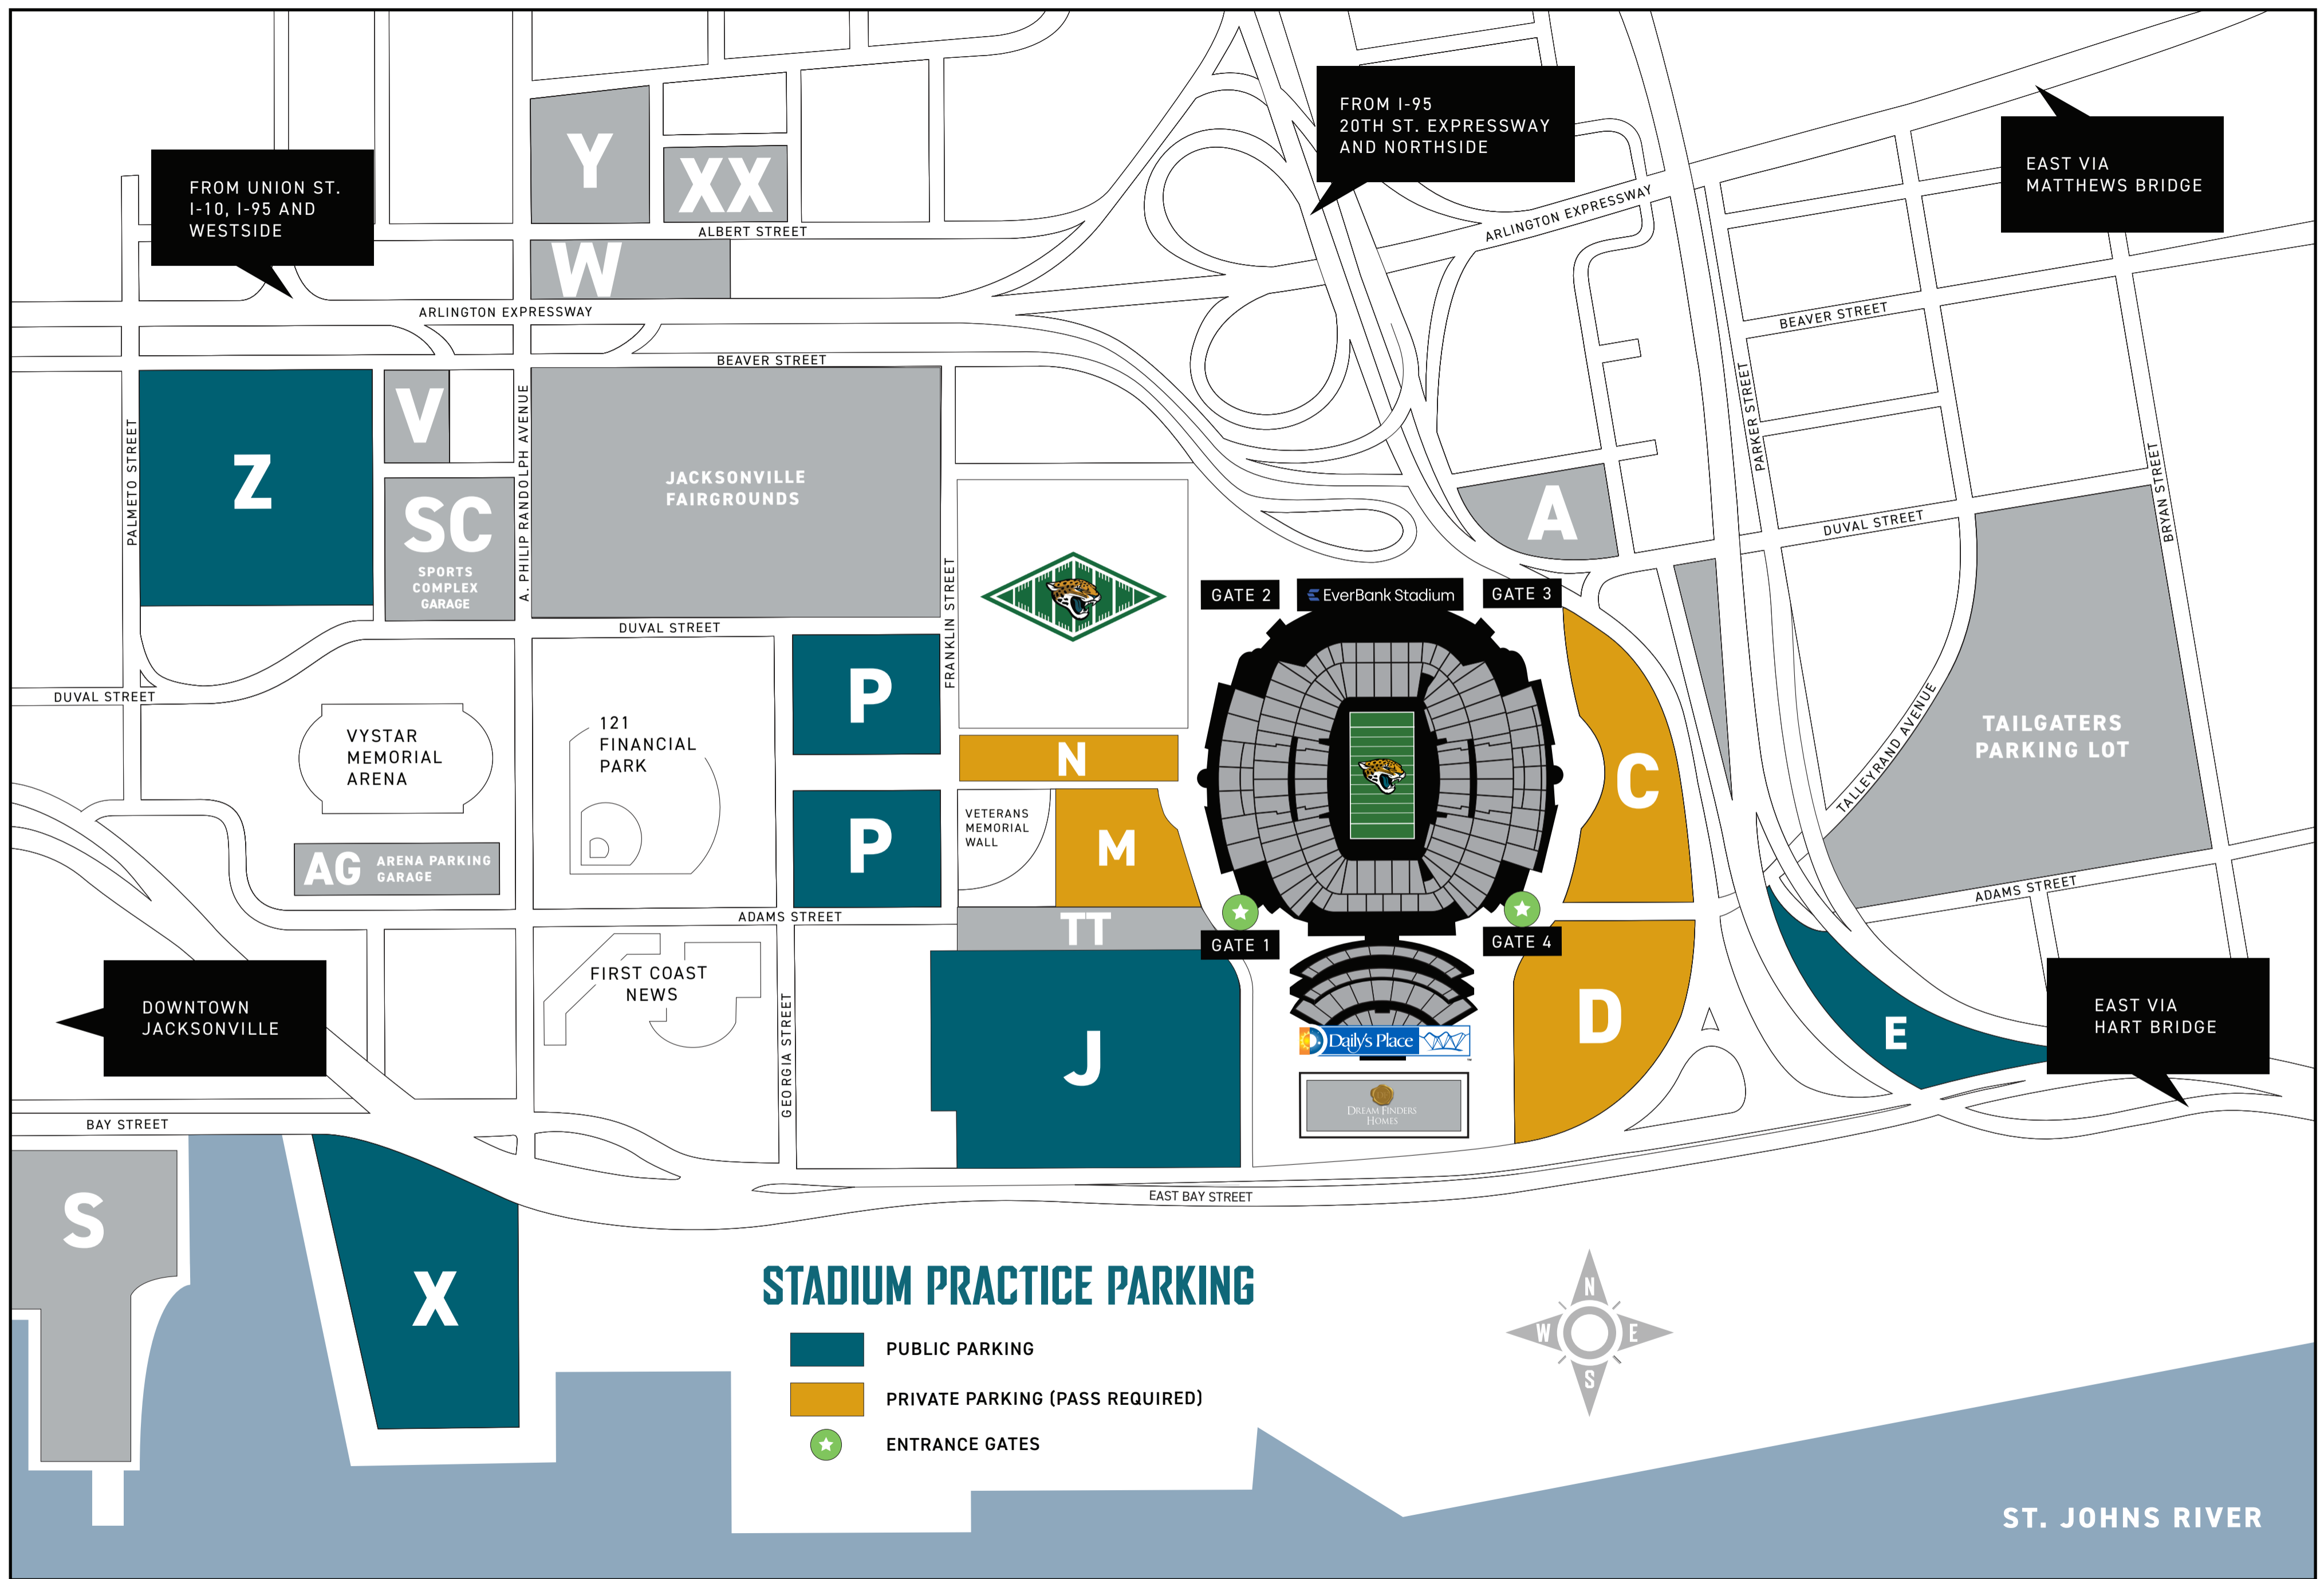 FROM I-95
20TH ST. EXPRESSWAY
AND NORTHSIDE
EAST VIA
MATTHEWS BRIDGE
FROM UNION ST.
I-10, I-95 AND
WESTSIDE
Y
XX
ALBERT STREET
W
ARLINGTON EXPRESSWAY
ARLINGTON EXPRESSWAY
BEAVER STREET
BEAVER STREET
PALMETO STREET
Z
V
SC
SPORTS
COMPLEX
GARAGE
A. PHILIP RANDOLPH AVENUE
JACKSONVILLE
FAIRGROUNDS
FRANKLIN STREET
A
PARKER STREET
DUVAL STREET
BRYAN STREET
GATE 2
EverBank Stadium
GATE 3
DUVAL STREET
DUVAL STREET
P
VYSTAR
MEMORIAL
ARENA
121
FINANCIAL
PARK
N
C
TALLEYRAND AVENUE
TAILGATERS
PARKING LOT
P
VETERANS
MEMORIAL
WALL
M
AG
ARENA PARKING
GARAGE
ADAMS STREET
ADAMS STREET
TT
GATE 1
GATE 4
FIRST COAST
NEWS
GEORGIA STREET
J
D
E
Daily's Place
DREAM FINDERS
HOMES
DOWNTOWN
JACKSONVILLE
EAST VIA
HART BRIDGE
BAY STREET
EAST BAY STREET
S
X
STADIUM PRACTICE PARKING
PUBLIC PARKING
PRIVATE PARKING (PASS REQUIRED)
ENTRANCE GATES
N
W
E
S
ST. JOHNS RIVER